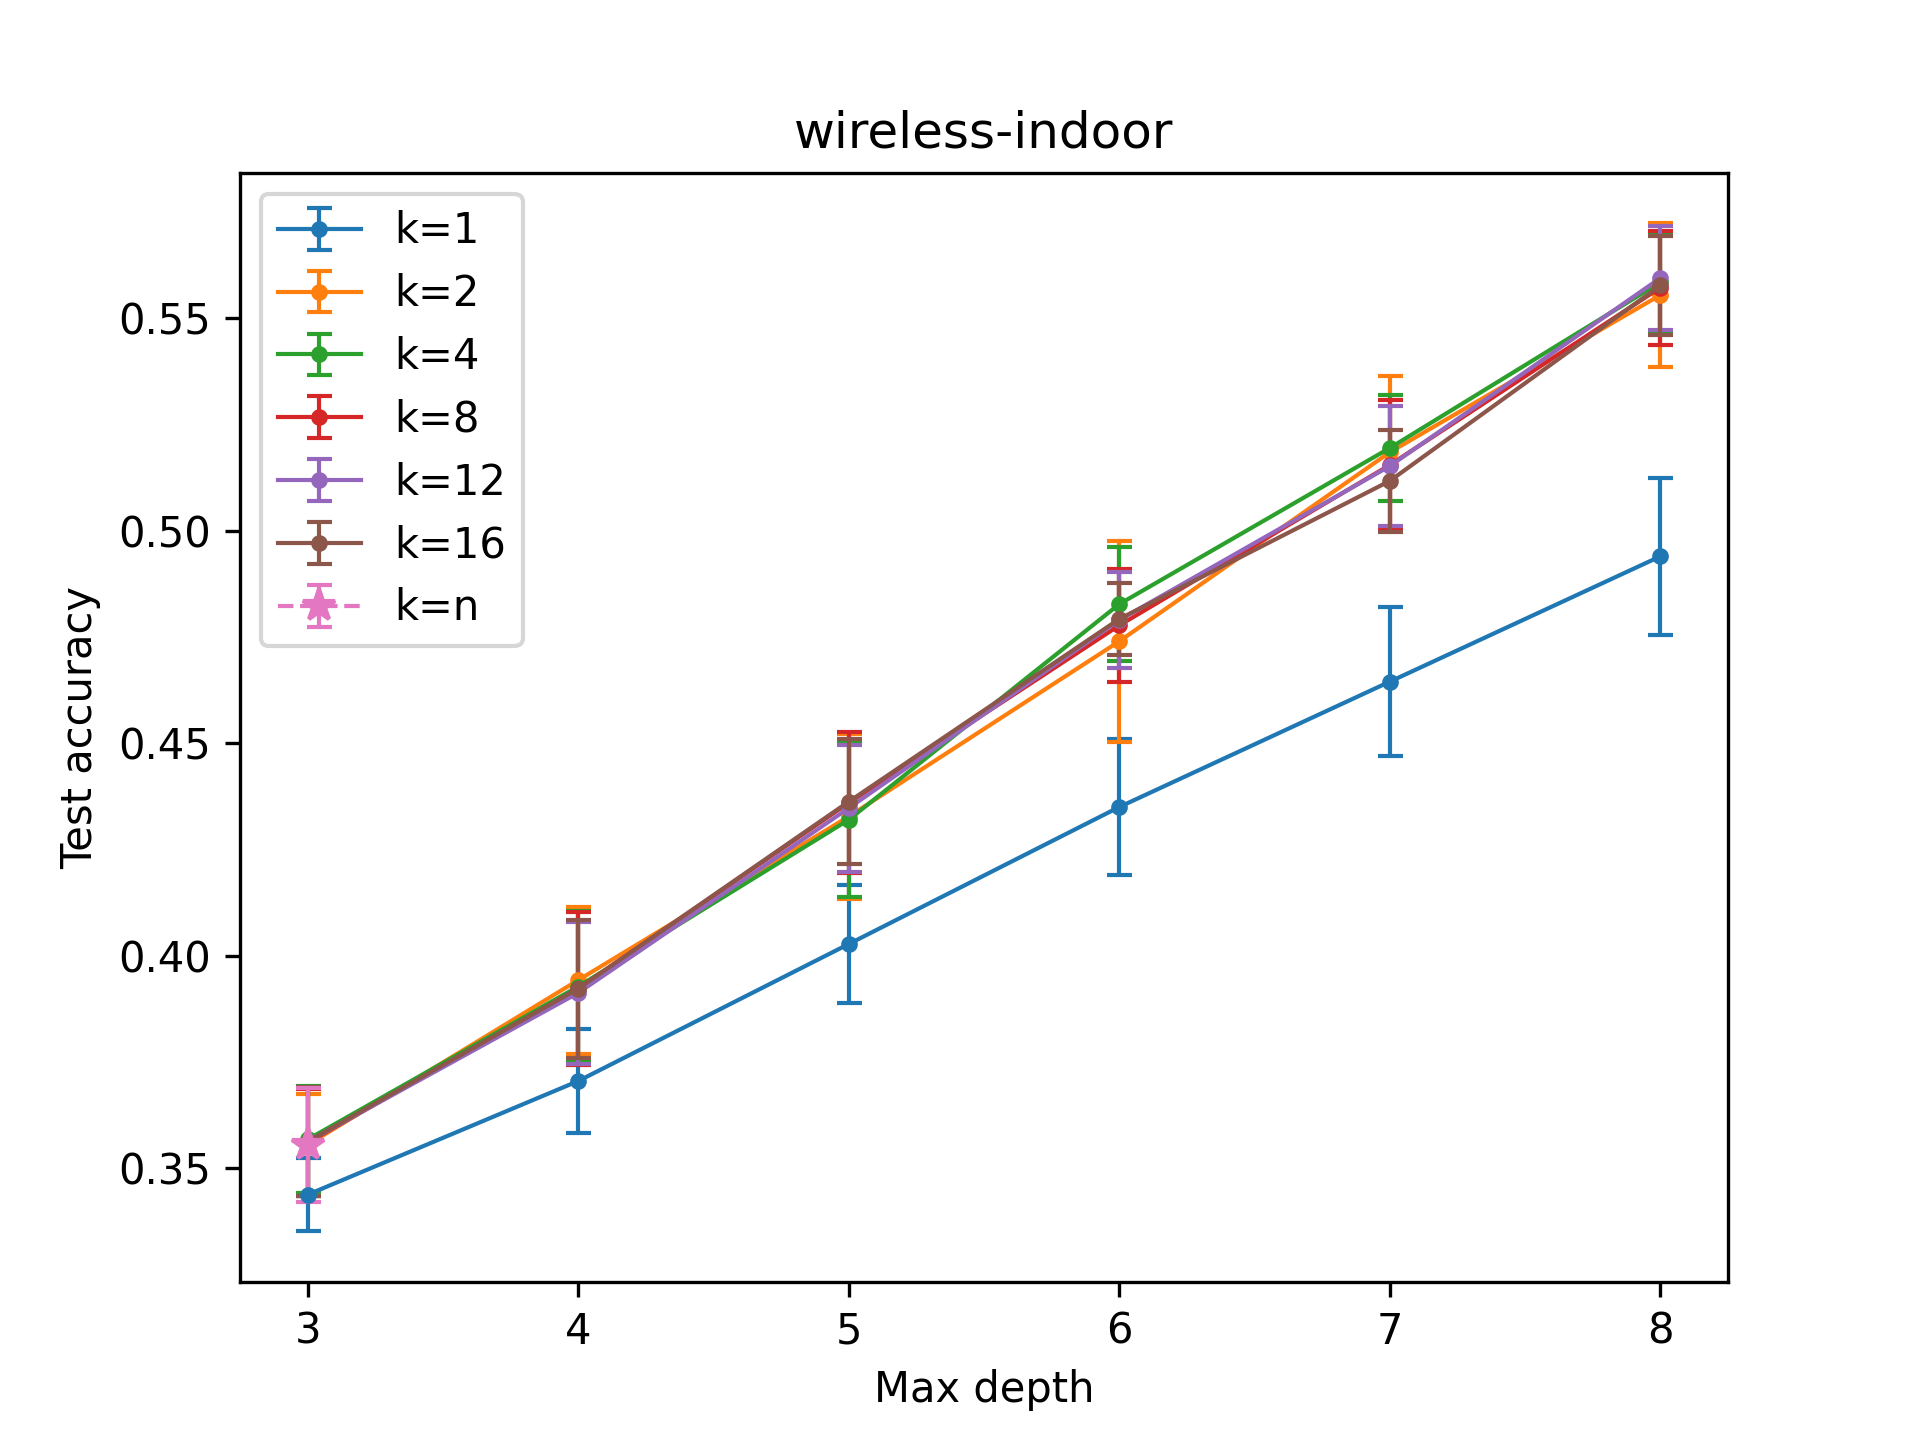 wireless-indoor
k=1
k=2
k=4
k=8
k=12
k=16
k=n
0.55
0.50
0.45
0.40
0.35
Test accuracy
3 4 5 6 7 8
Max depth